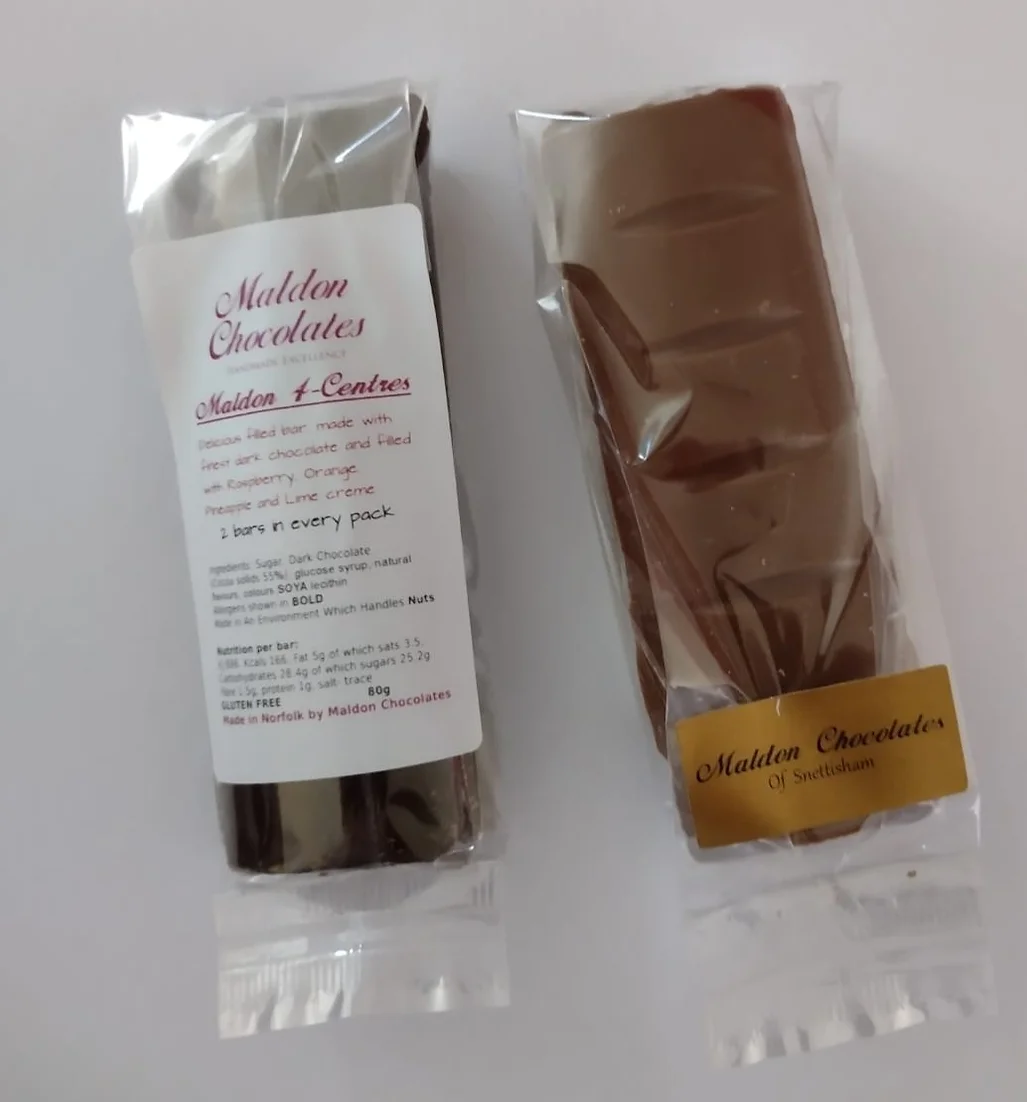 Maldon
Chocolates
HANDMADE EXCELLENCE
Maldon 4-Centres
Delicious filled bar made with
finest dark chocolate and filled
with Raspberry, Orange,
Pineapple and Lime creme
2 bars in every pack
Ingredients: Sugar, Dark Chocolate
(Cocoa solids 55%), glucose syrup, natural
flavours, colours SOYA lecithin
Allergens shown in BOLD
Made in An Environment Which Handles Nuts
Nutrition per bar:
Kcals 166, Fat 5g of which sats 3.5,
Carbohydrates 28.4g of which sugars 25.2g
1.5g, protein 1g, salt- trace
80g
GLUTEN FREE
Made in Norfolk by Maldon Chocolates
Maldon Chocolates
Of Snettisham